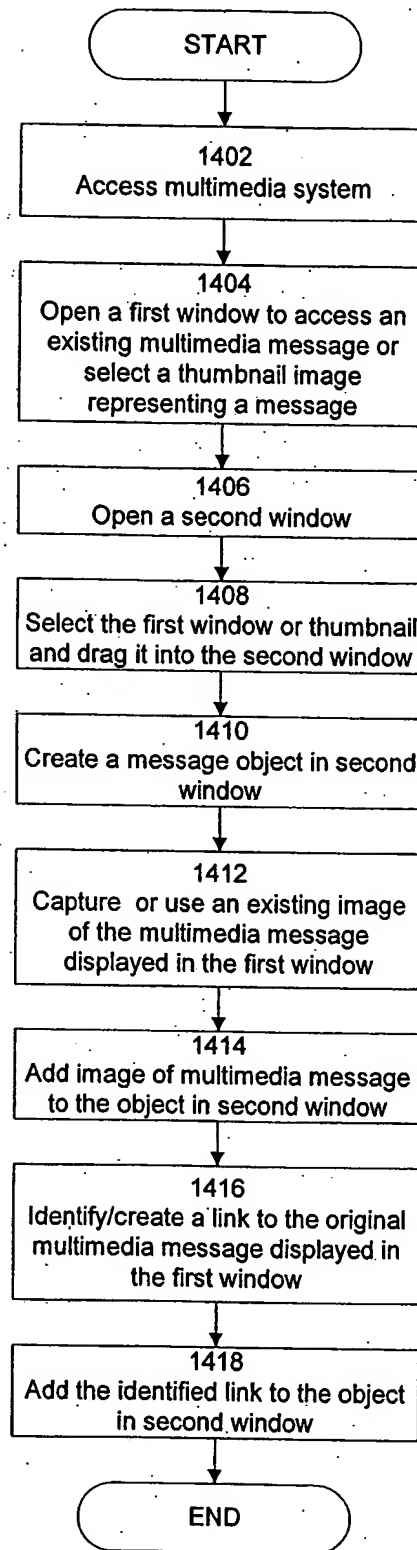 START
1402
Access multimedia system
1404
Open a first window to access an
existing multimedia message or
select a thumbnail image
representing a message
1406
Open a second window
1408
Select the first window or thumbnail
and drag it into the second window
1410
Create a message object in second
window
1412
Capture or use an existing image
of the multimedia message
displayed in the first window
1414
Add image of multimedia message
to the object in second window
1416
Identify/create a link to the original
multimedia message displayed in
the first window
1418
Add the identified link to the object
in second window
END